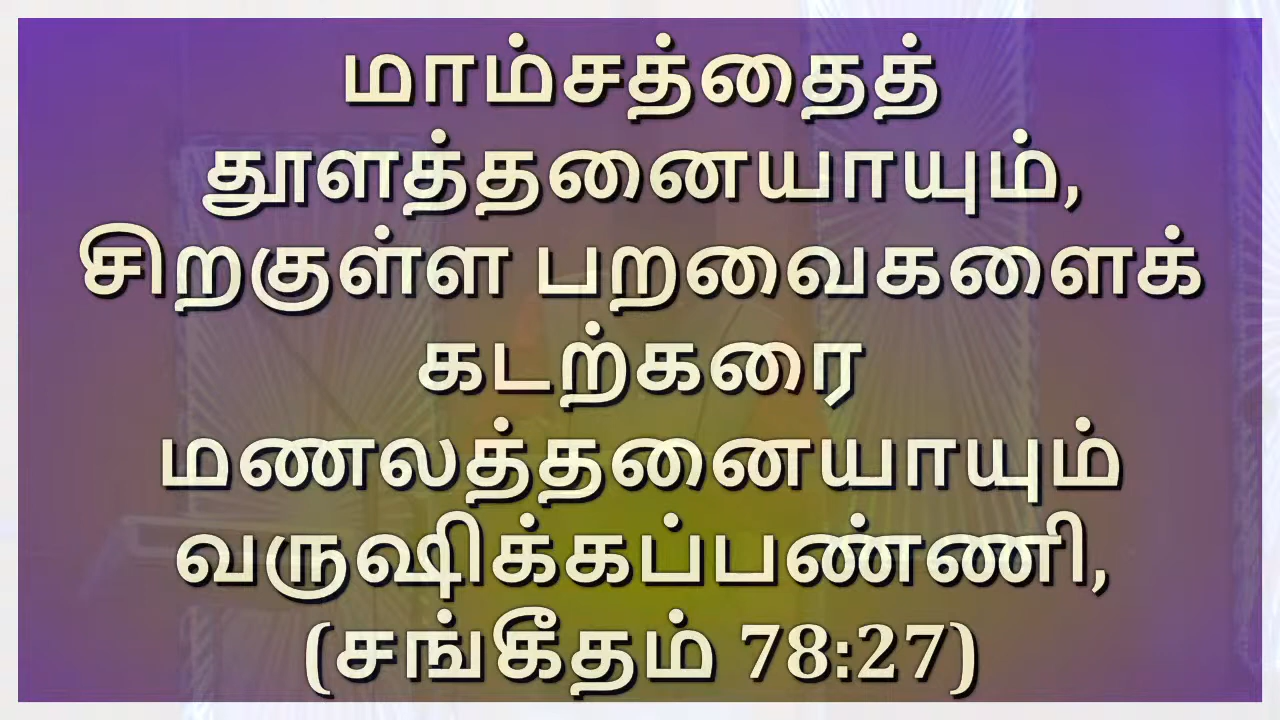 மாம்சத்தைத்
தூளத்தனையாயும்,
சிறகுள்ள பறவைகளைக்
கடற்கரை
மணலத்தனையாயும்
வருஷிக்கப்பண்ணி,
(சங்கீதம் 78:27)